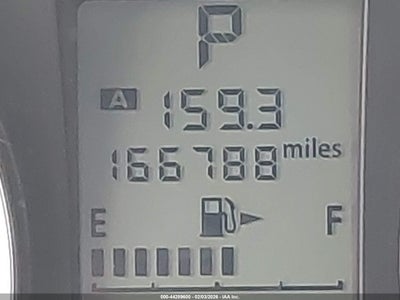 P
A 159.3
166788 miles
E F
000-44289600 - 02/03/2026 - IAA Inc.